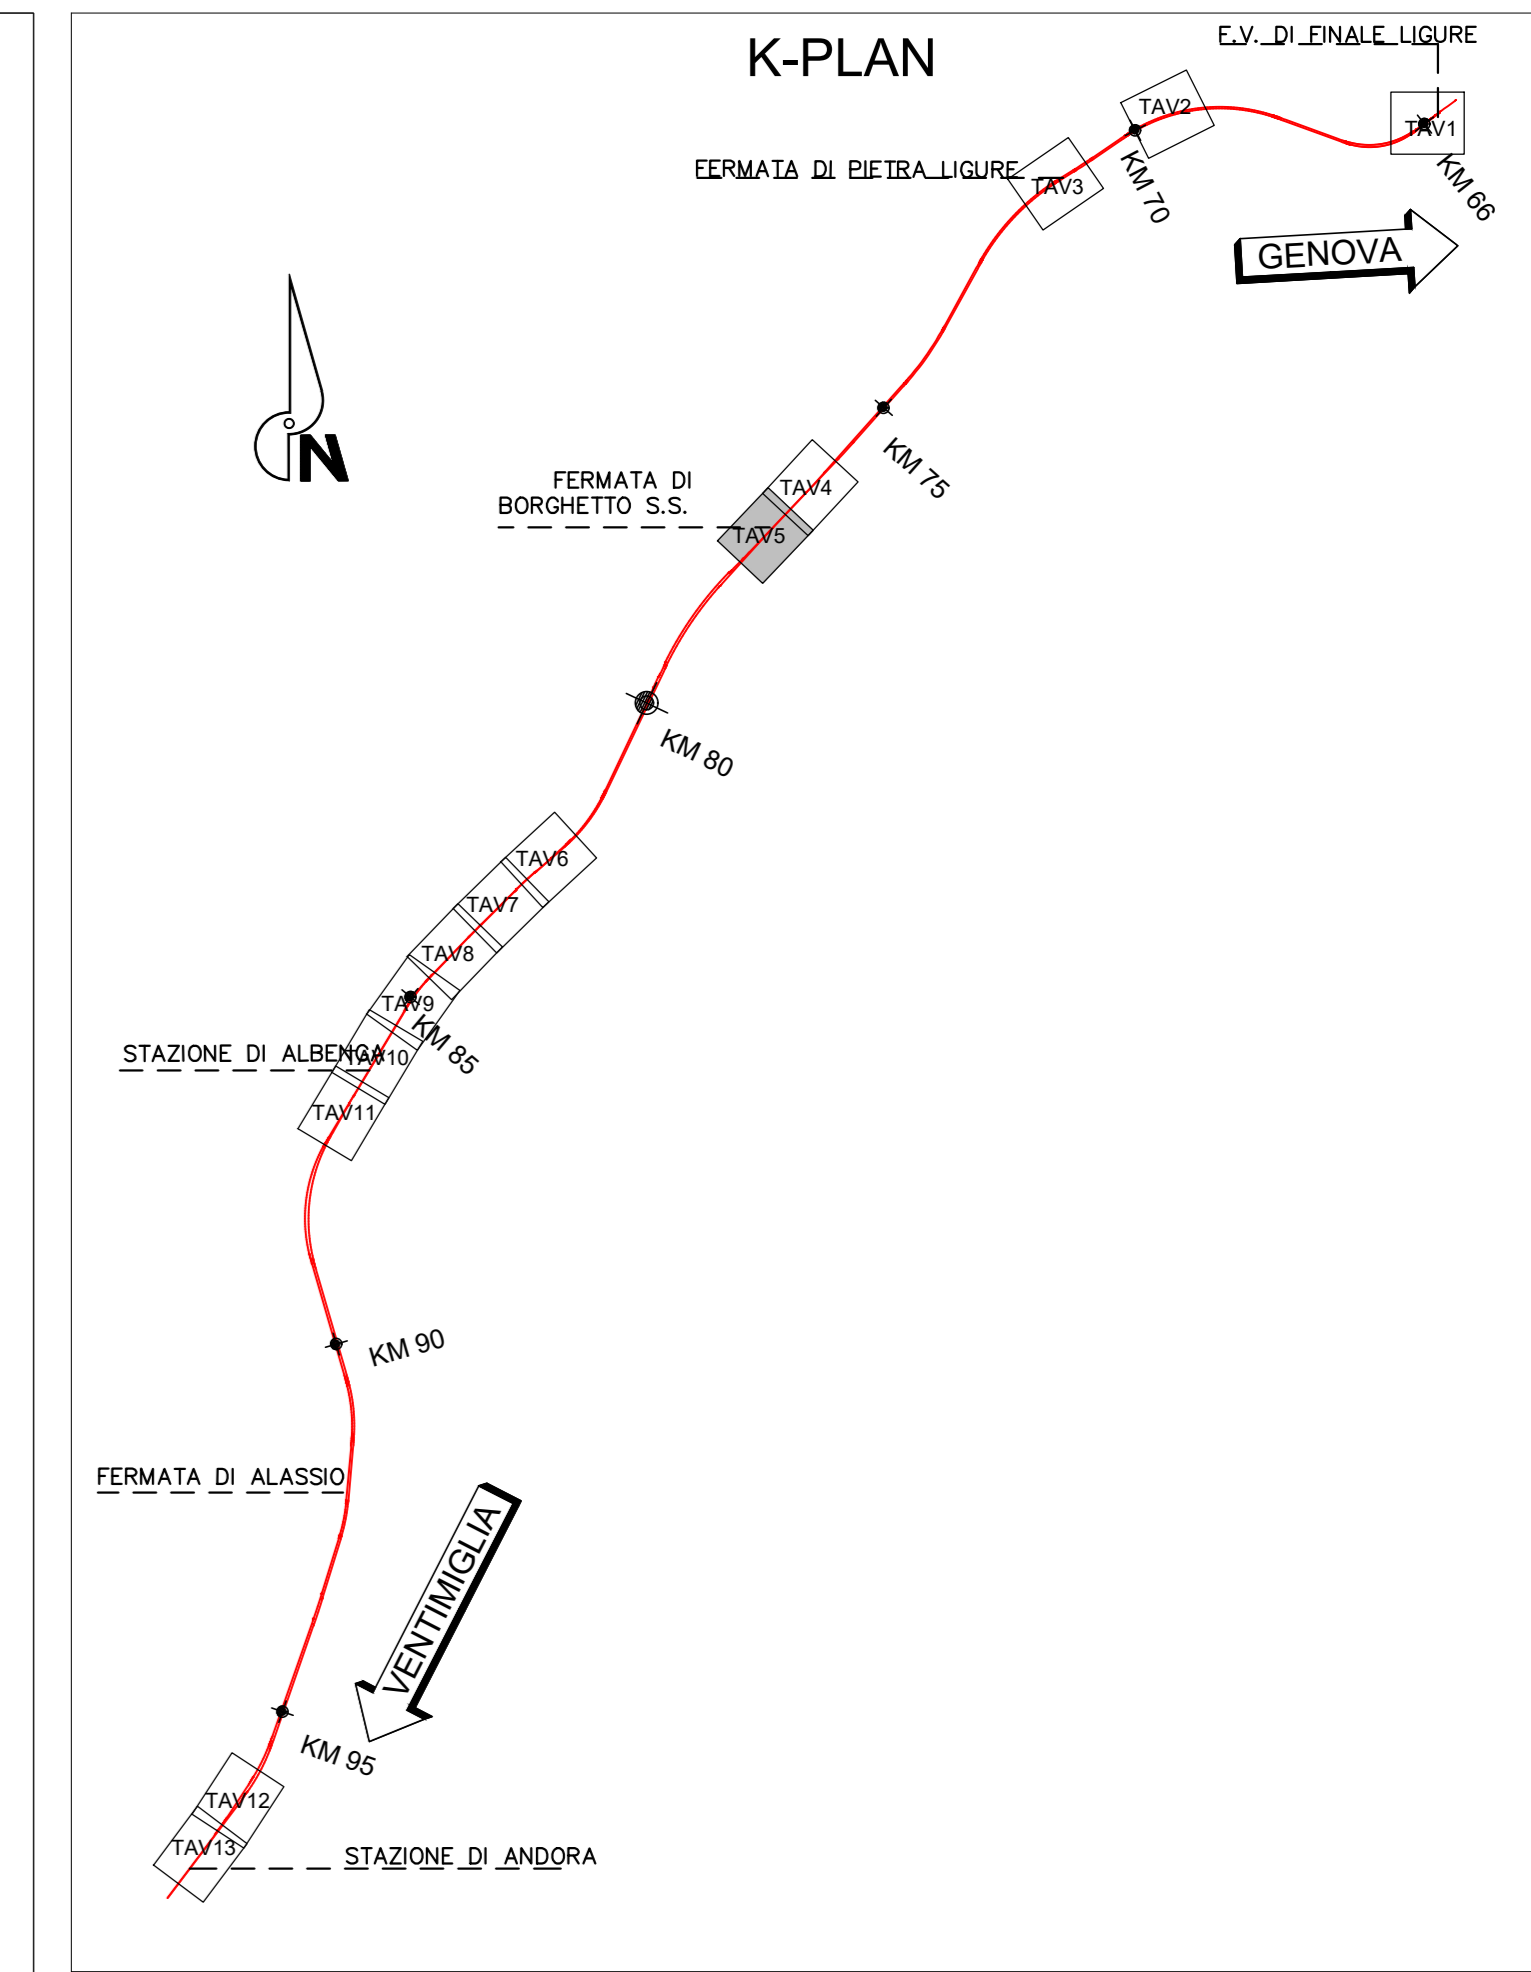 K-PLAN
F.V. DI FINALE LIGURE
TAV2
TAV1
FERMATA DI PIETRA LIGURE
TAV3
KM 70
KM 66
GENOVA
N
KM 75
FERMATA DI
BORGHETTO S.S.
TAV4
TAV5
KM 80
TAV6
TAV7
TAV8
TAV9
KM 85
STAZIONE DI ALBENGA
TAV10
TAV11
KM 90
FERMATA DI ALASSIO
VENTIMIGLIA
KM 95
TAV12
TAV13
STAZIONE DI ANDORA